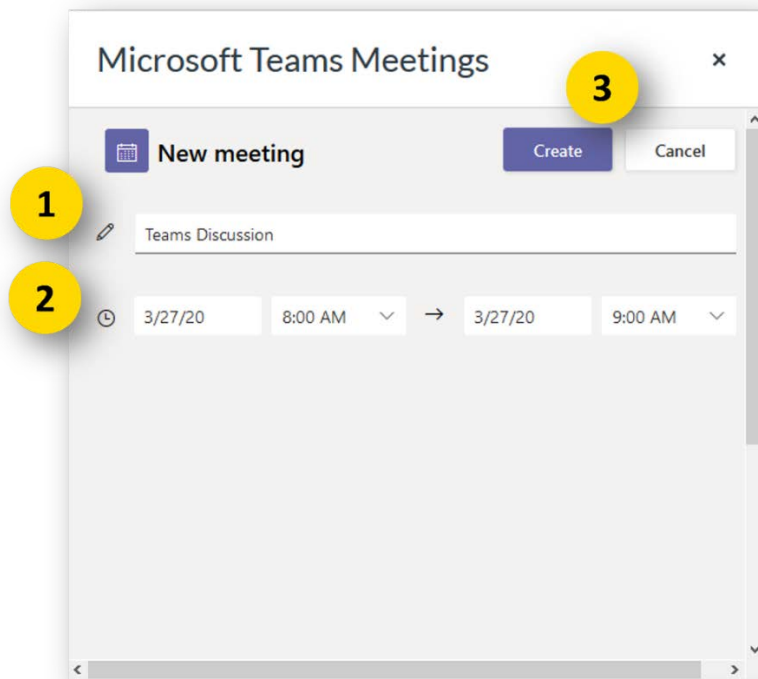 Microsoft Teams Meetings ×
3
New meeting Create Cancel
1
Teams Discussion
2
3/27/20 8:00 AM → 3/27/20 9:00 AM